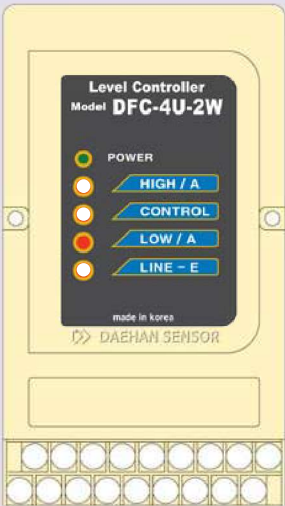 Level Controller
Model DFC-4U-2W
POWER
HIGH / A
CONTROL
LOW / A
LINE - E
made in korea
DAEHAN SENSOR